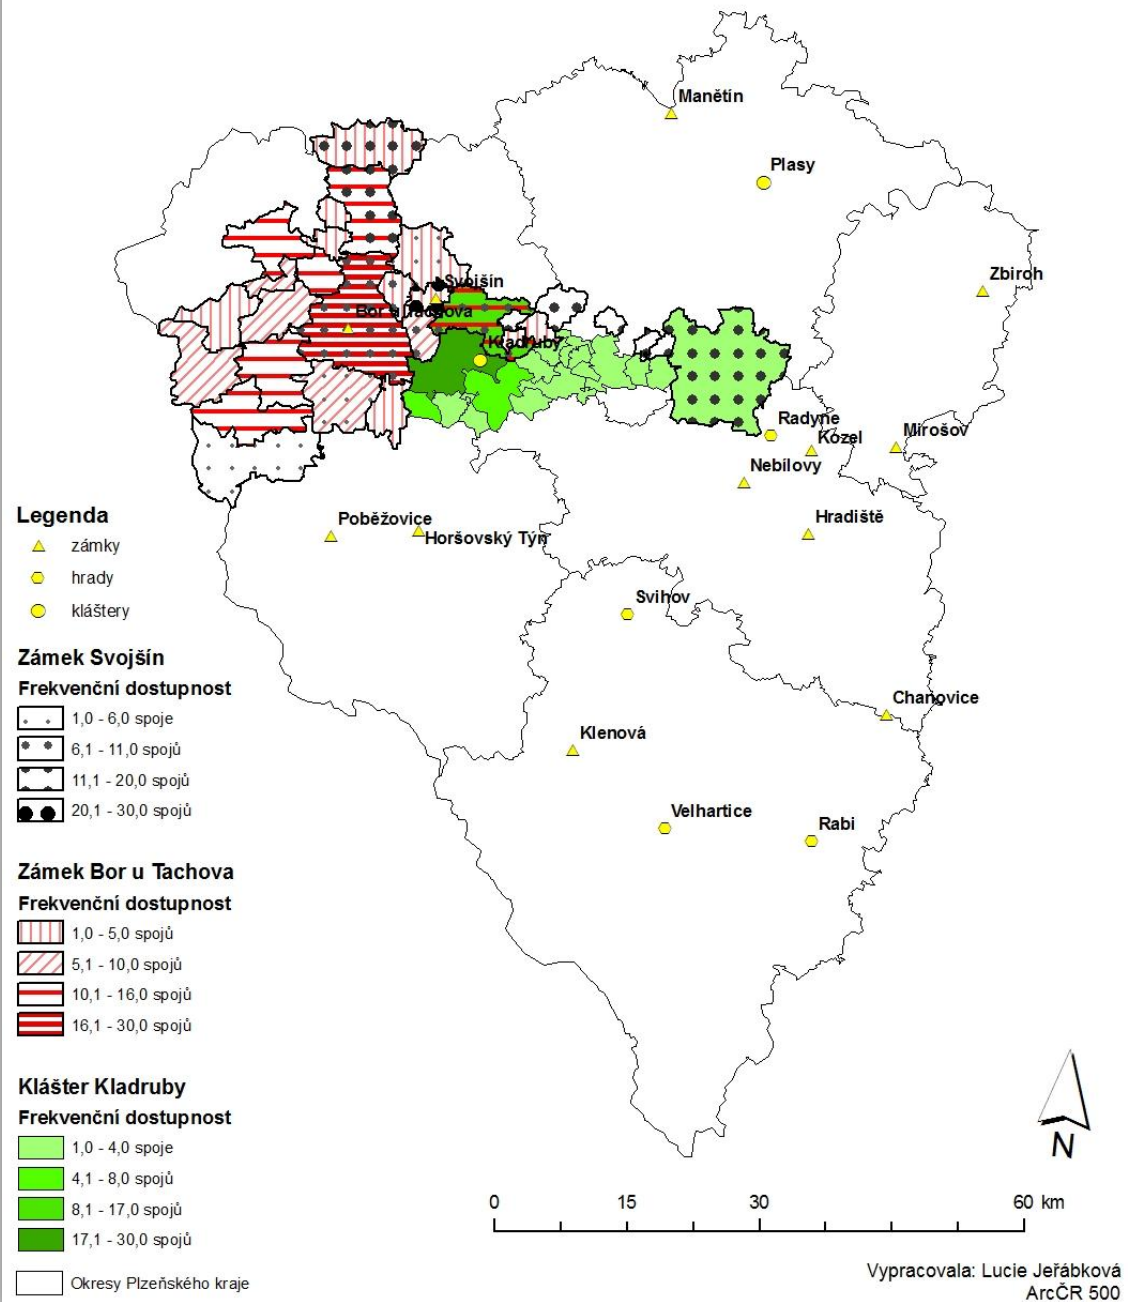 Manětín
Plasy
Zbiroh
Svojšín
Bor u Tachova
Kladruby
Radyne
Kozel
Mirošov
Nebílovy
Hradiště
Poběžovice
Horšovský Týn
Svihov
Chanovice
Klenová
Velhartice
Rabi
Legenda
zámky
hrady
kláštery
Zámek Svojšín
Frekvenční dostupnost
1,0 - 6,0 spoje
6,1 - 11,0 spojů
11,1 - 20,0 spojů
20,1 - 30,0 spojů
Zámek Bor u Tachova
Frekvenční dostupnost
1,0 - 5,0 spojů
5,1 - 10,0 spojů
10,1 - 16,0 spojů
16,1 - 30,0 spojů
Klášter Kladruby
Frekvenční dostupnost
1,0 - 4,0 spoje
4,1 - 8,0 spojů
8,1 - 17,0 spojů
17,1 - 30,0 spojů
Okresy Plzeňského kraje
N
0 15 30 60 km
Vypracovala: Lucie Jeřábková
ArcČR 500